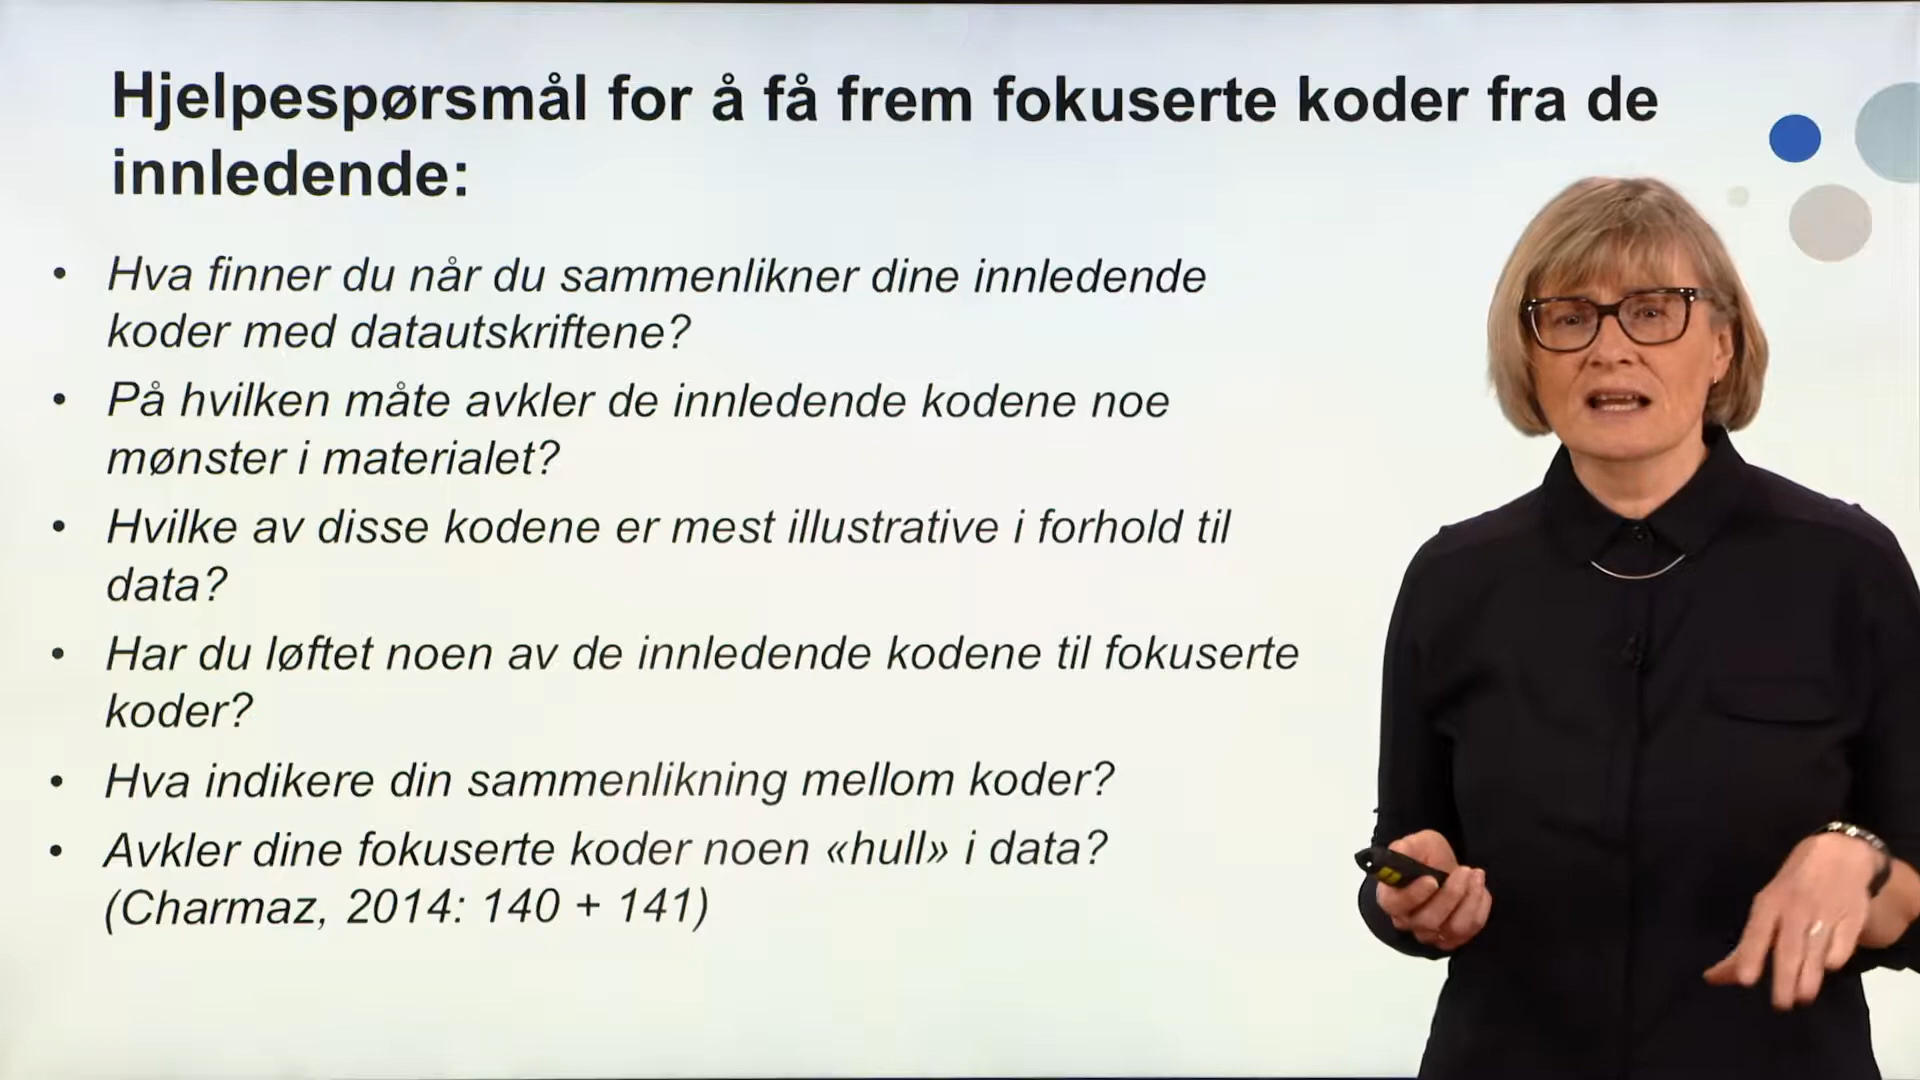 Hjelpespørsmål for å få frem fokuserte koder fra de
innledende:
• Hva finner du når du sammenlikner dine innledende
koder med datautskriftene?
• På hvilken måte avkler de innledende kodene noe
mønster i materialet?
• Hvilke av disse kodene er mest illustrative i forhold til
data?
• Har du løftet noen av de innledende kodene til fokuserte
koder?
• Hva indikere din sammenlikning mellom koder?
• Avkler dine fokuserte koder noen «hull» i data?
(Charmaz, 2014: 140 + 141)